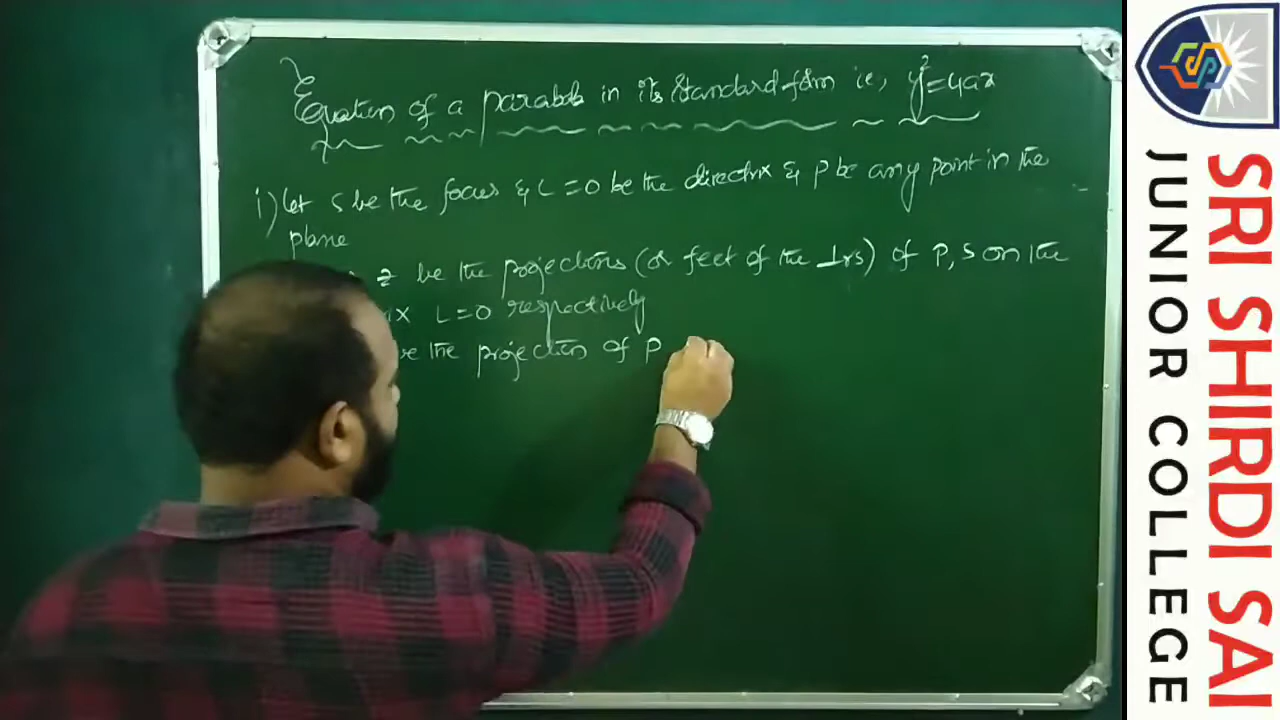 Equation of a parabola in its standard form ie, y²=4ax
i) Let S be the focus & L=0 be the directrix & P be any point in the
plane
z be the projections (or feet of the ⊥rs) of P, S on the
ix L=0 respectively
be the projection of P
SRI SHIRDI SAI
JUNIOR COLLEGE